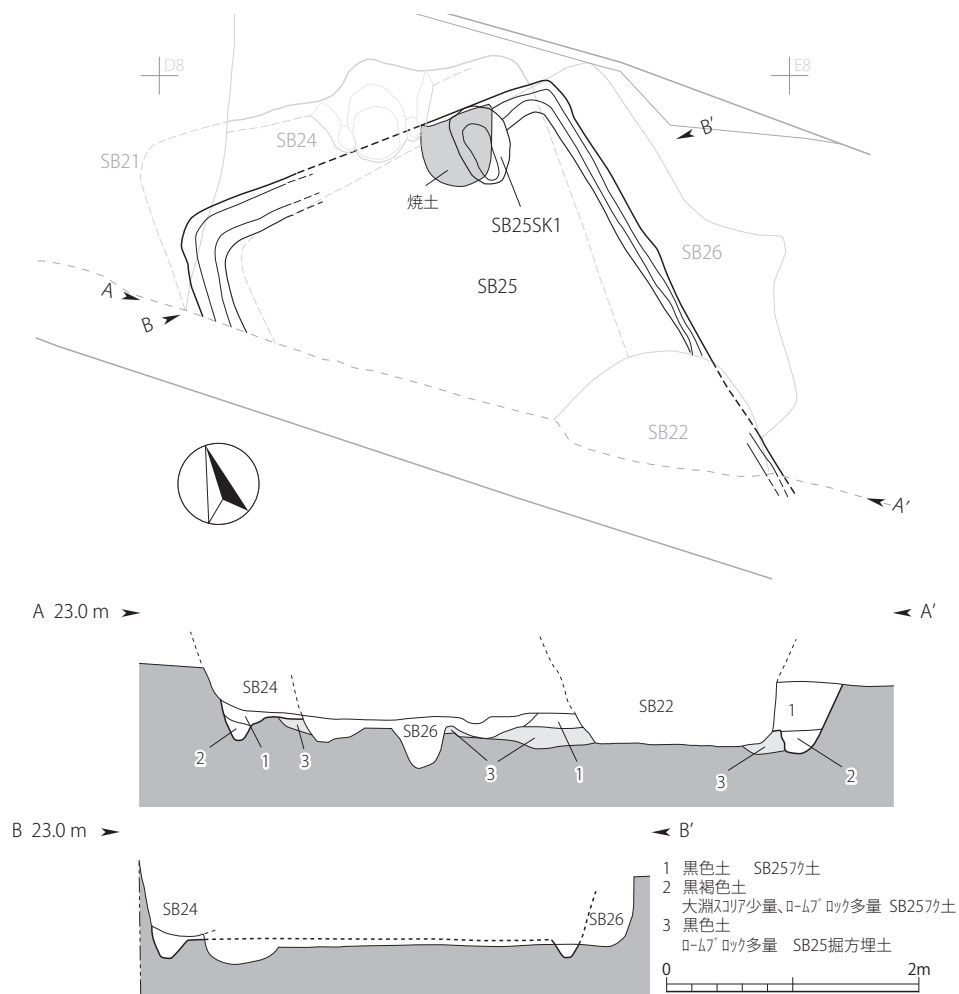 D8
E8
B'
SB21
SB24
焼土
SB25SK1
SB26
SB25
A
B
SB22
A'
A 23.0 m
A'
SB24
SB26
SB22
1
2
1
3
3
1
3
2
B 23.0 m
B'
SB24
SB26
1 黒色土 SB25フク土
2 黒褐色土
大淵スコリア少量、ロームブロック多量 SB25フク土
3 黒色土
ロームブロック多量 SB25掘方埋土
0 2m